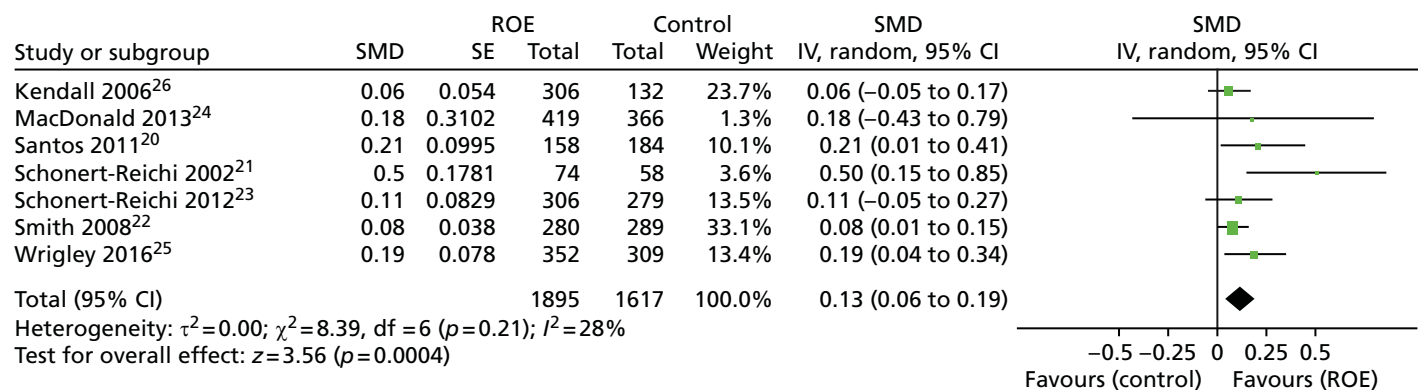 ROE Control SMD SMD
Study or subgroup SMD SE Total Total Weight IV, random, 95% CI IV, random, 95% CI
Kendall 2006²⁶ 0.06 0.054 306 132 23.7% 0.06 (−0.05 to 0.17)
MacDonald 2013²⁴ 0.18 0.3102 419 366 1.3% 0.18 (−0.43 to 0.79)
Santos 2011²⁰ 0.21 0.0995 158 184 10.1% 0.21 (0.01 to 0.41)
Schonert-Reichi 2002²¹ 0.5 0.1781 74 58 3.6% 0.50 (0.15 to 0.85)
Schonert-Reichi 2012²³ 0.11 0.0829 306 279 13.5% 0.11 (−0.05 to 0.27)
Smith 2008²² 0.08 0.038 280 289 33.1% 0.08 (0.01 to 0.15)
Wrigley 2016²⁵ 0.19 0.078 352 309 13.4% 0.19 (0.04 to 0.34)
Total (95% CI) 1895 1617 100.0% 0.13 (0.06 to 0.19)
Heterogeneity: τ²=0.00; χ²=8.39, df =6 (p=0.21); I²=28%
Test for overall effect: z=3.56 (p=0.0004)
−0.5 −0.25 0 0.25 0.5
Favours (control) Favours (ROE)